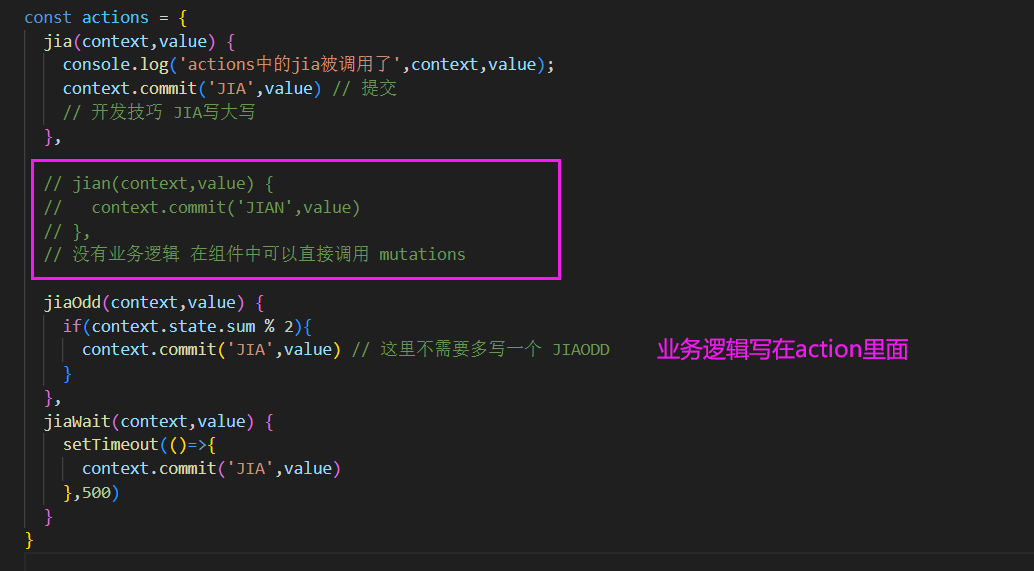 const actions = {
jia(context,value) {
console.log('actions中的jia被调用了',context,value);
context.commit('JIA',value) // 提交
// 开发技巧 JIA写大写
},
// jian(context,value) {
//   context.commit('JIAN',value)
// },
// 没有业务逻辑 在组件中可以直接调用 mutations
jiaOdd(context,value) {
if(context.state.sum % 2){
context.commit('JIA',value) // 这里不需要多写一个 JIAODD
业务逻辑写在action里面
}
},
jiaWait(context,value) {
setTimeout(()=>{
context.commit('JIA',value)
},500)
}
}